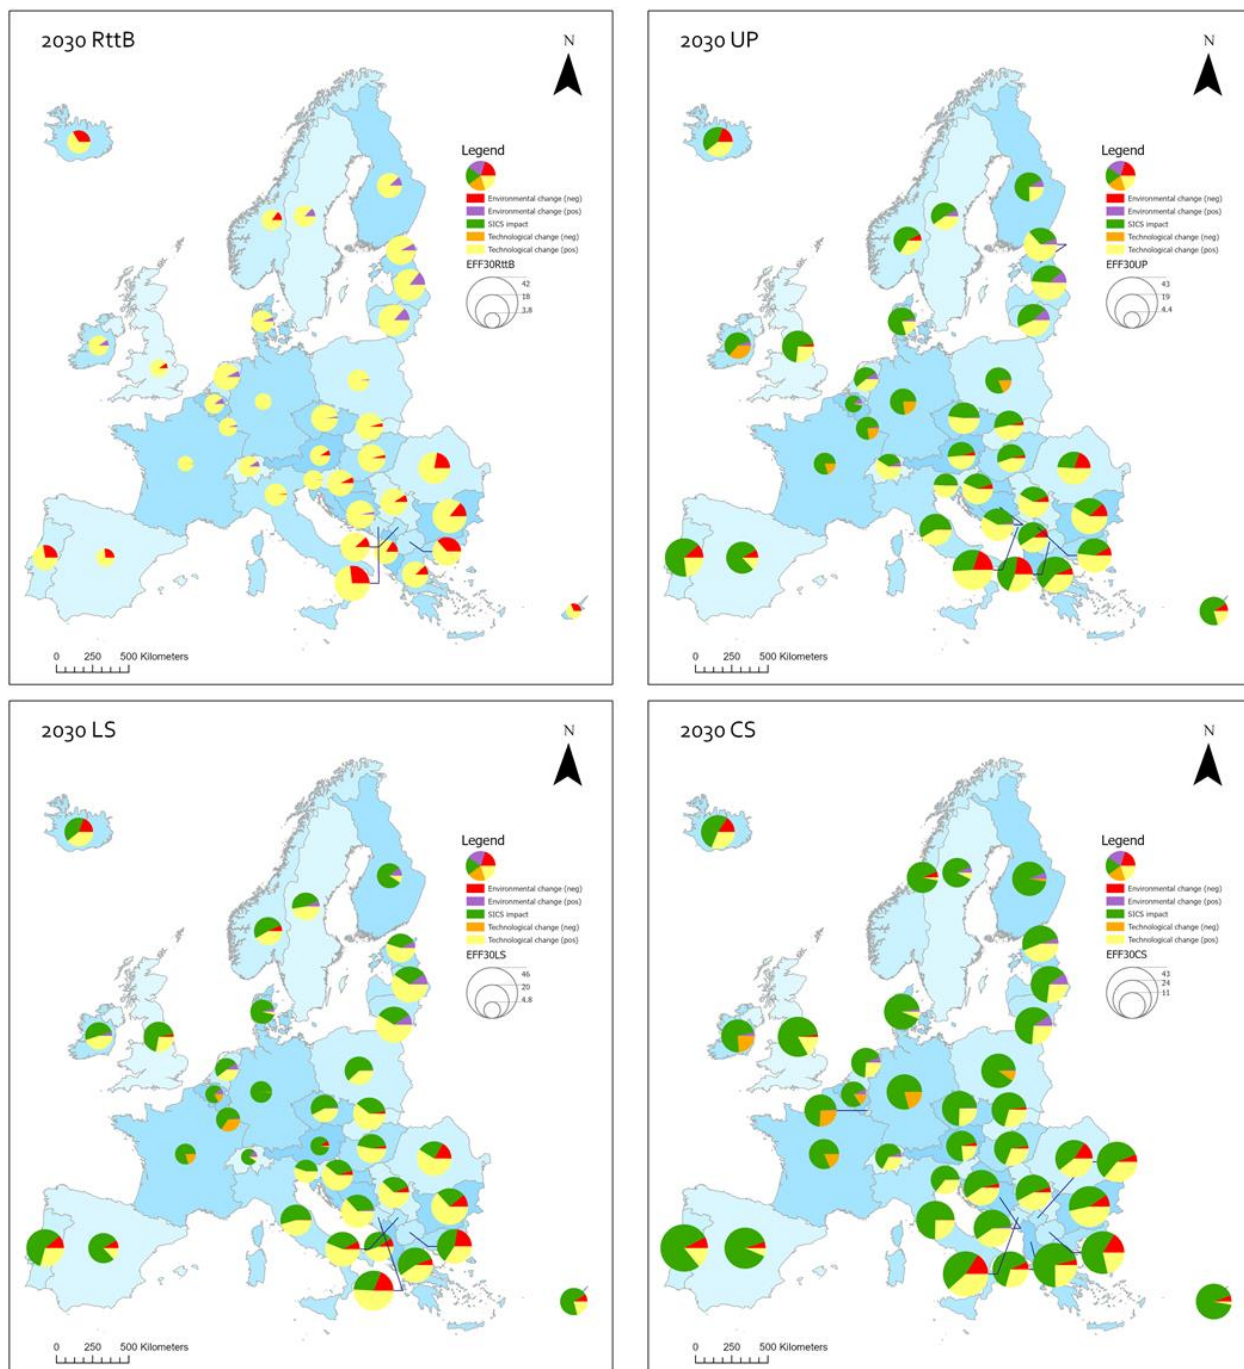 2030 RttB
N
Legend
Environmental change (neg)
Environmental change (pos)
SICS impact
Technological change (neg)
Technological change (pos)
EFF30RttB
42
18
3,8
0 250 500 Kilometers
2030 UP
N
Legend
Environmental change (neg)
Environmental change (pos)
SICS impact
Technological change (neg)
Technological change (pos)
EFF30UP
43
19
4,4
0 250 500 Kilometers
2030 LS
N
Legend
Environmental change (neg)
Environmental change (pos)
SICS impact
Technological change (neg)
Technological change (pos)
EFF30LS
46
20
4,8
0 250 500 Kilometers
2030 CS
N
Legend
Environmental change (neg)
Environmental change (pos)
SICS impact
Technological change (neg)
Technological change (pos)
EFF30CS
43
24
11
0 250 500 Kilometers